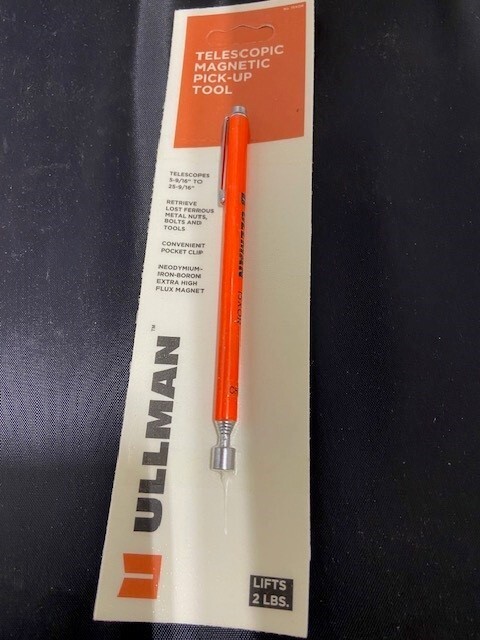 TELESCOPIC
MAGNETIC
PICK-UP
TOOL
TELESCOPES
5-9/16" TO
25-9/16"
RETRIEVE
LOST FERROUS
METAL NUTS,
BOLTS AND
TOOLS
CONVENIENT
POCKET CLIP
NEODYMIUM-
IRON-BORON
EXTRA HIGH
FLUX MAGNET
ULLMAN
ULLMAN™
LIFTS
2 LBS.